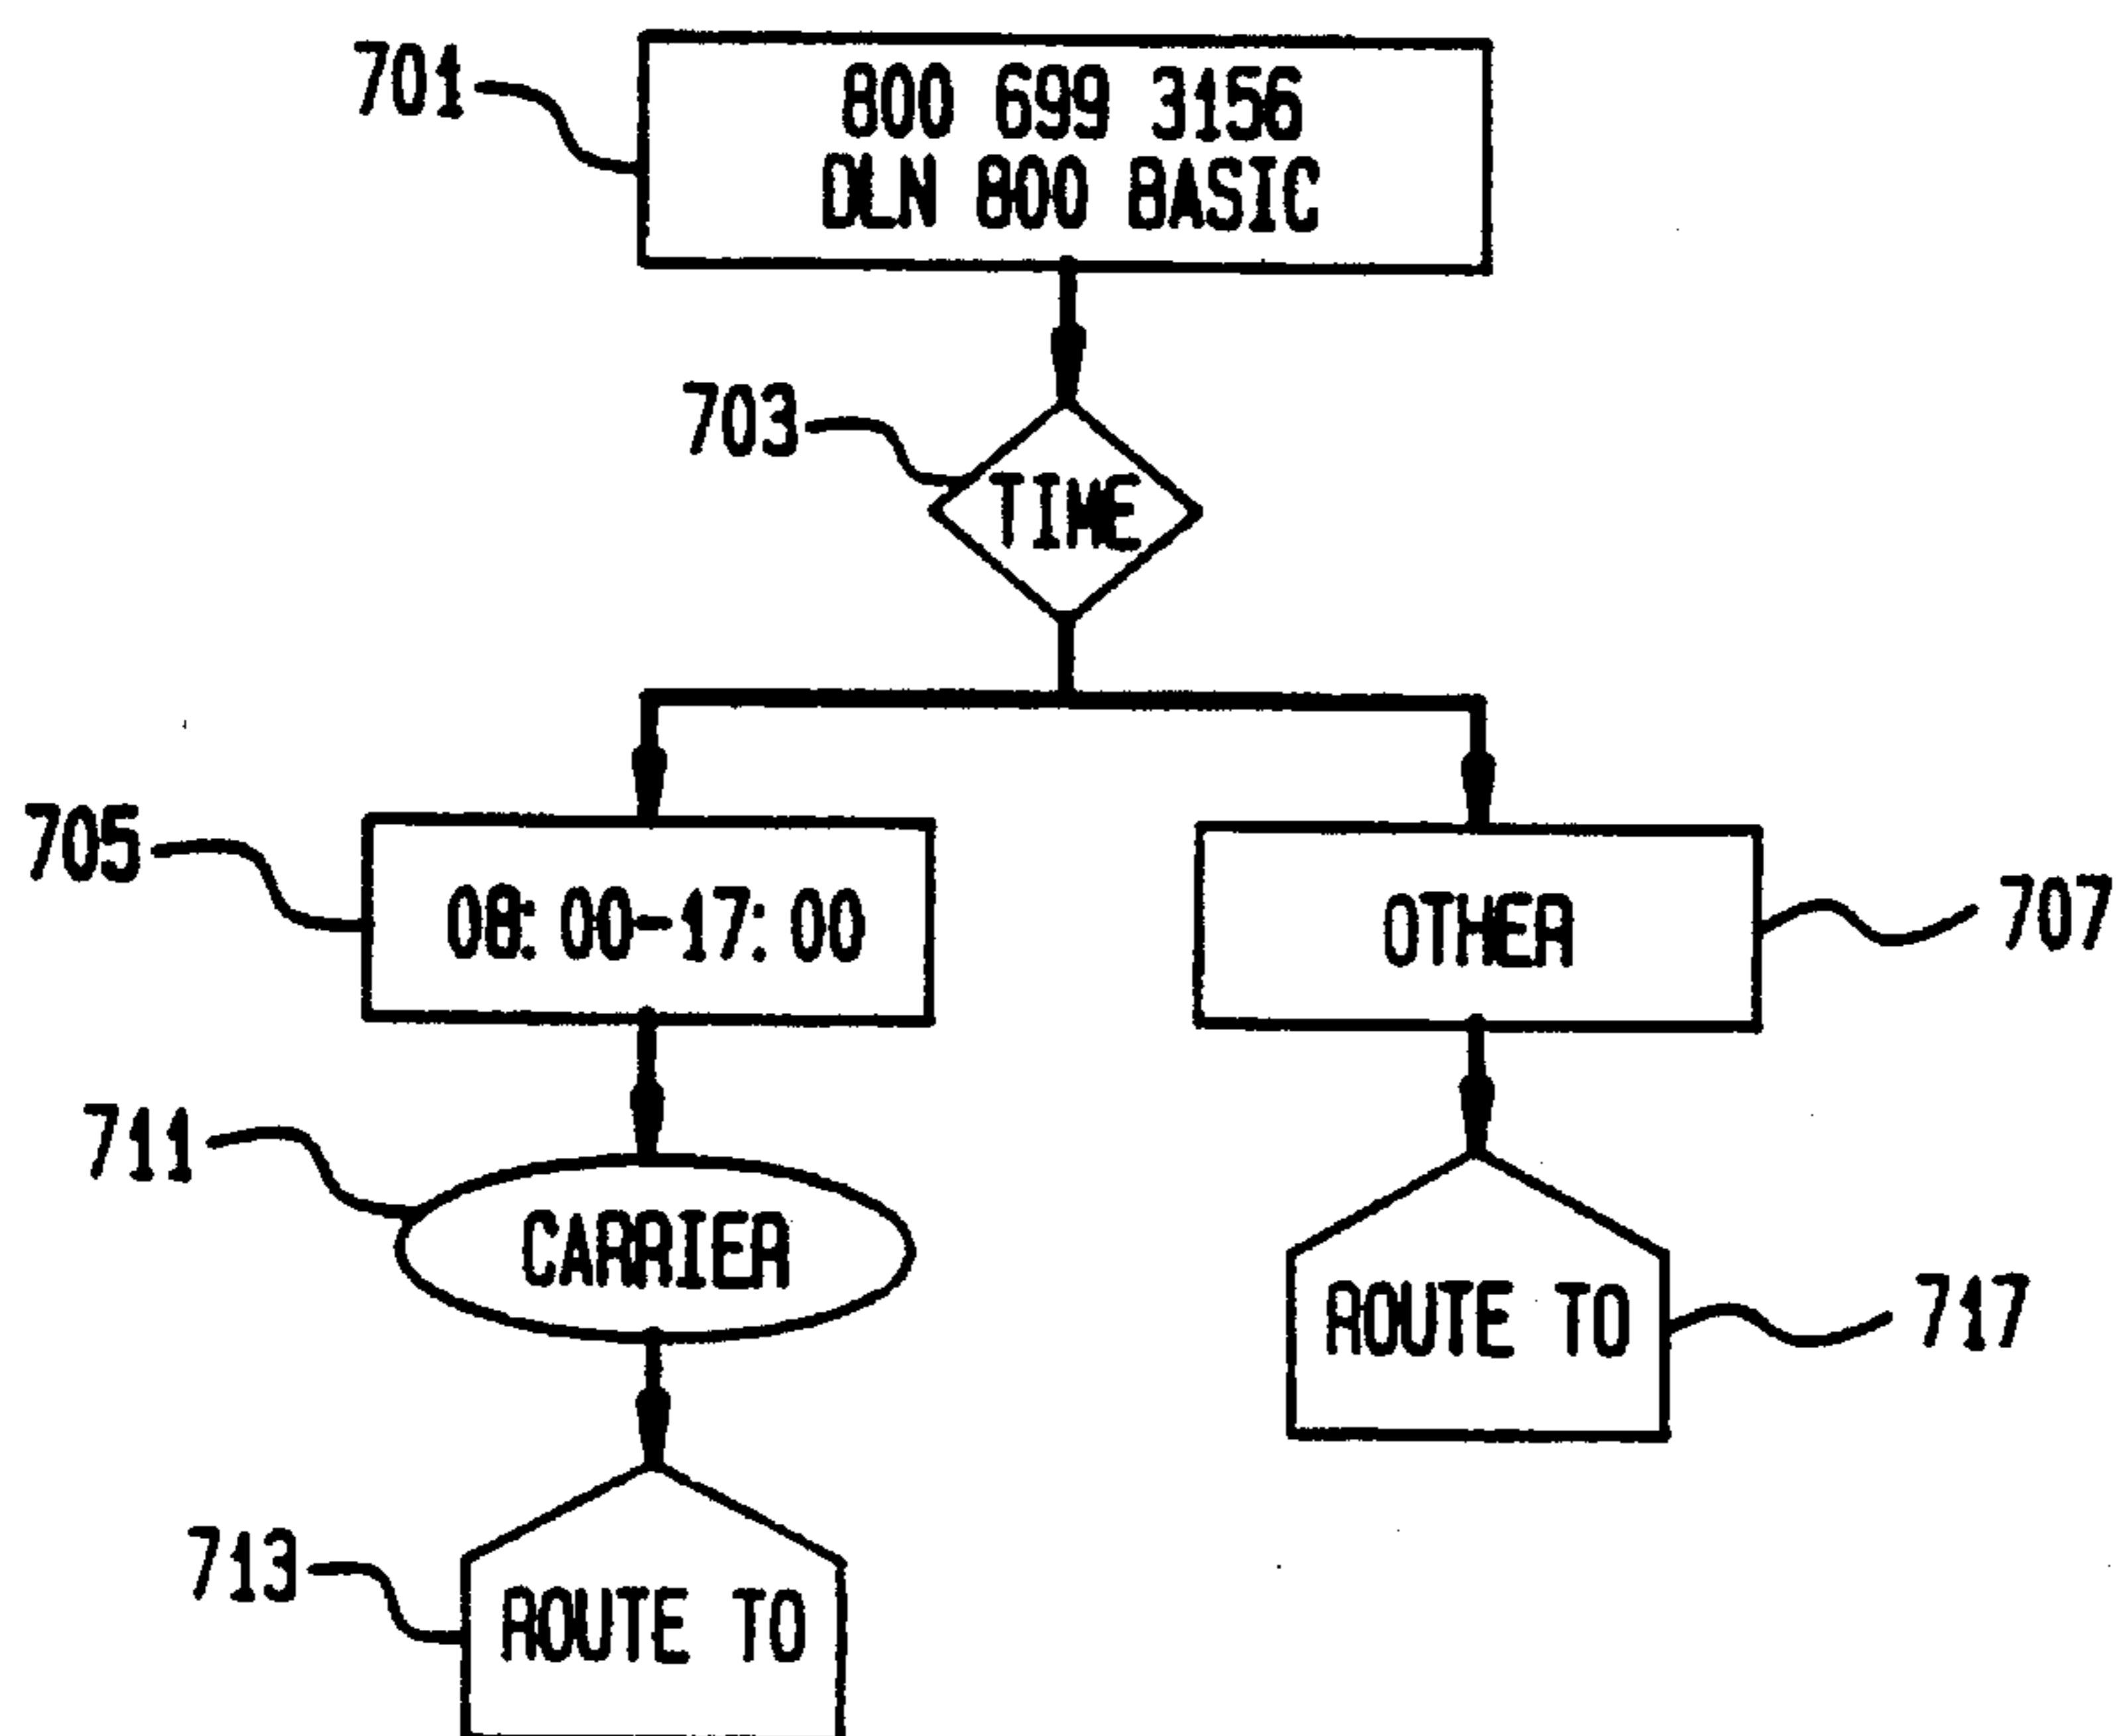 701
800 699 3156
DLN 800 BASIC
703
TIME
705
08:00-17:00
OTHER
707
711
CARRIER
ROUTE TO
717
713
ROUTE TO